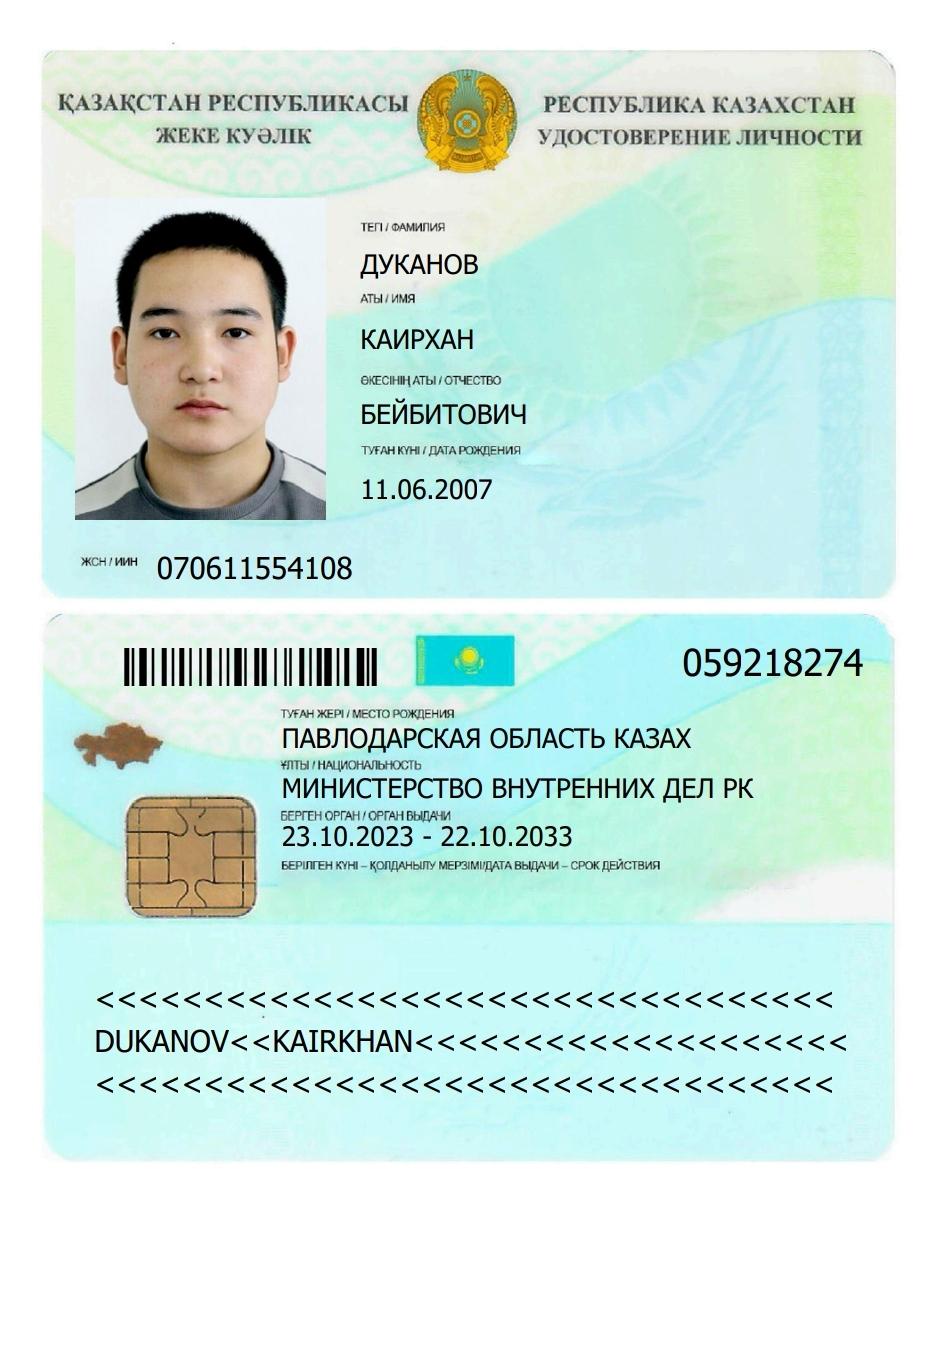 ҚАЗАҚСТАН РЕСПУБЛИКАСЫ
ЖЕКЕ КУӘЛІК
РЕСПУБЛИКА КАЗАХСТАН
УДОСТОВЕРЕНИЕ ЛИЧНОСТИ
ТЕГІ / ФАМИЛИЯ
ДУКАНОВ
АТЫ / ИМЯ
КАИРХАН
ӘКЕСІНІҢ АТЫ / ОТЧЕСТВО
БЕЙБИТОВИЧ
ТУҒАН КҮНІ / ДАТА РОЖДЕНИЯ
11.06.2007
ЖСН / ИИН 070611554108
059218274
ТУҒАН ЖЕРІ / МЕСТО РОЖДЕНИЯ
ПАВЛОДАРСКАЯ ОБЛАСТЬ КАЗАХ
ҰЛТЫ / НАЦИОНАЛЬНОСТЬ
МИНИСТЕРСТВО ВНУТРЕННИХ ДЕЛ РК
БЕРГЕН ОРГАН / ОРГАН ВЫДАЧИ
23.10.2023 - 22.10.2033
БЕРІЛГЕН КҮНІ – ҚОЛДАНЫЛУ МЕРЗІМІ/ДАТА ВЫДАЧИ – СРОК ДЕЙСТВИЯ
<<<<<<<<<<<<<<<<<<<<<<<<<<<<<<<<<<
DUKANOV<<KAIRKHAN<<<<<<<<<<<<<<<<<<<<
<<<<<<<<<<<<<<<<<<<<<<<<<<<<<<<<<<